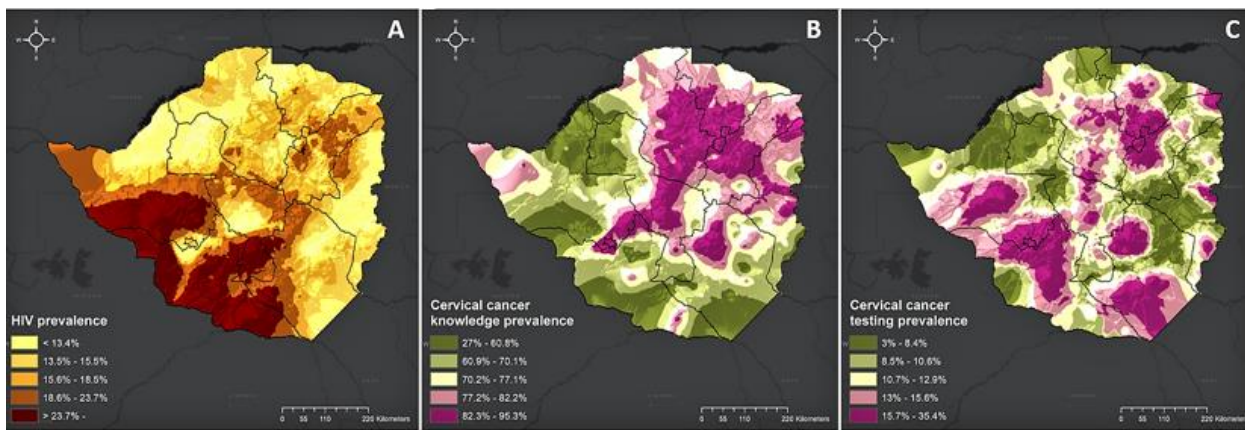 A
HIV prevalence
< 13.4%
13.5% - 15.5%
15.6% - 18.5%
18.6% - 23.7%
> 23.7% -
0 55 110 220 Kilometers
B
Cervical cancer
knowledge prevalence
27% - 60.8%
60.9% - 70.1%
70.2% - 77.1%
77.2% - 82.2%
82.3% - 95.3%
0 55 110 220 Kilometers
C
Cervical cancer
testing prevalence
3% - 8.4%
8.5% - 10.6%
10.7% - 12.9%
13% - 15.6%
15.7% - 35.4%
0 55 110 220 Kilometers